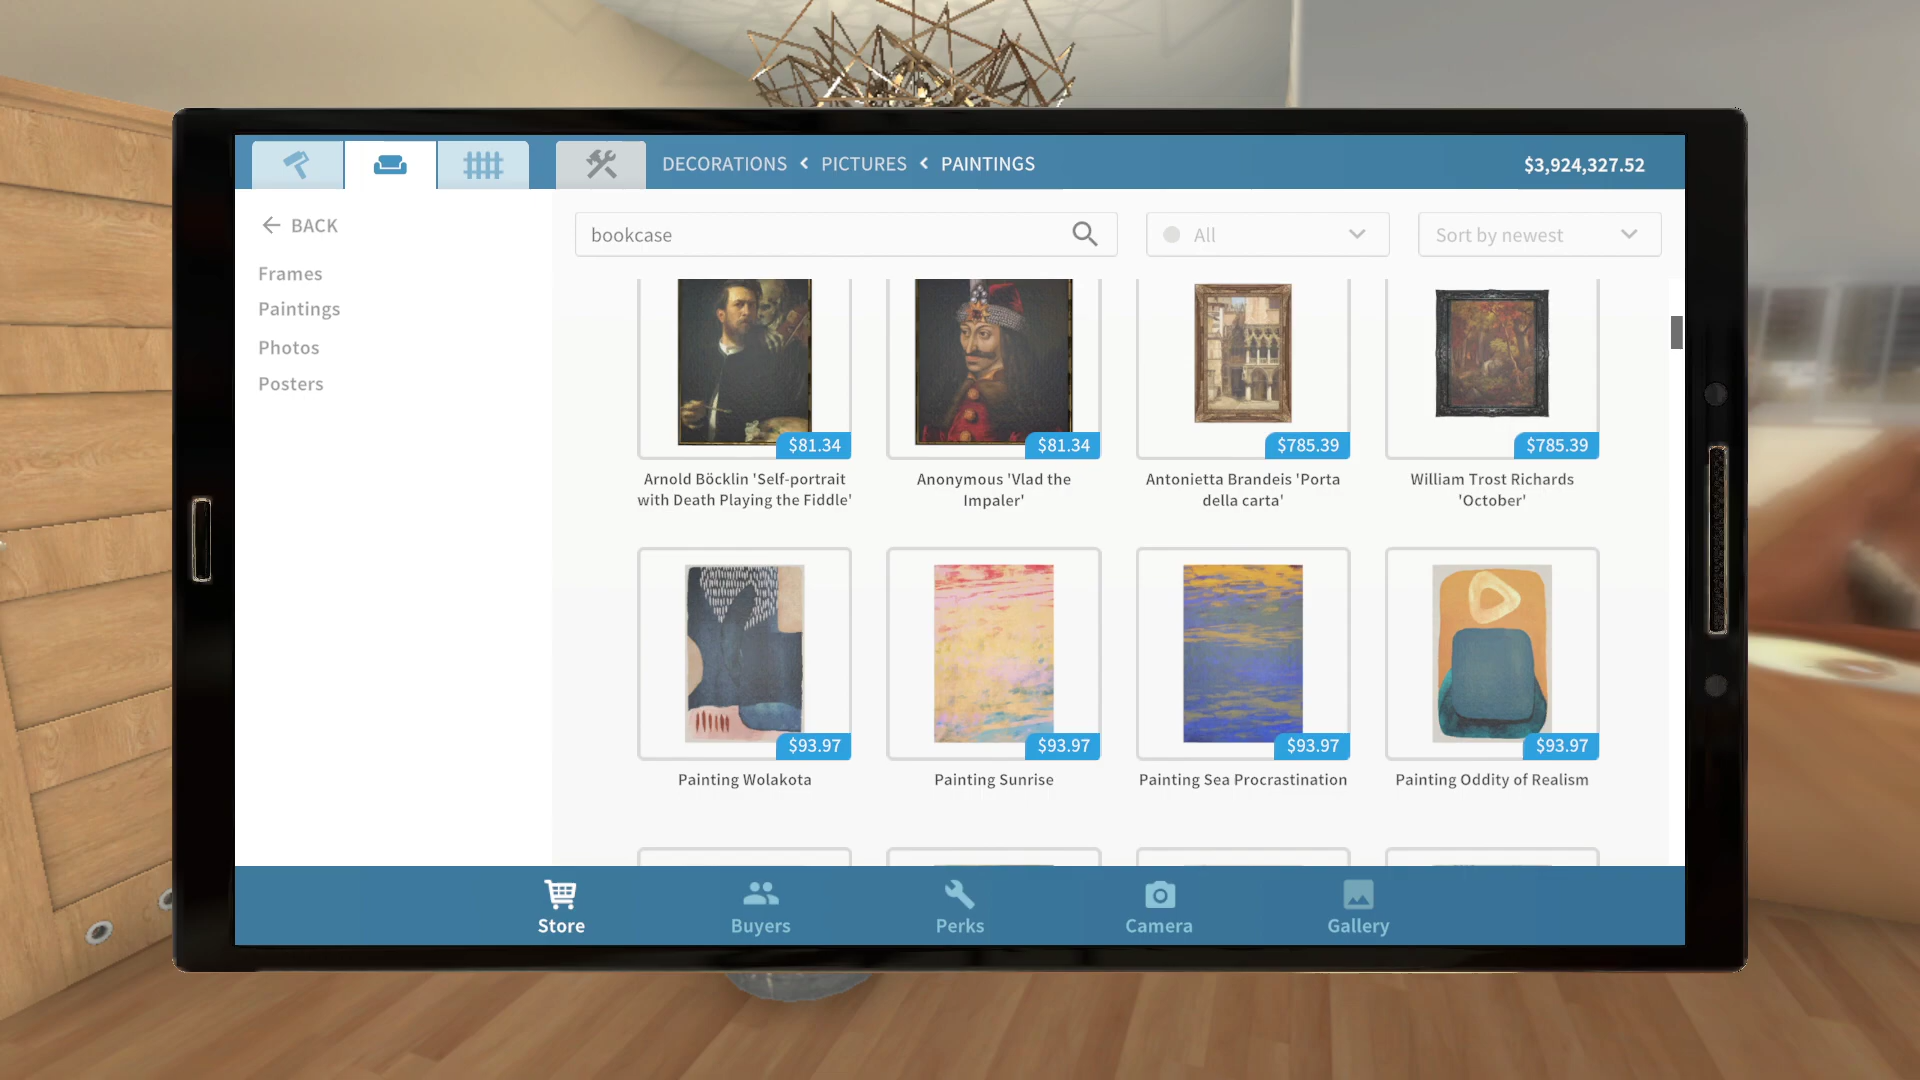 DECORATIONS < PICTURES < PAINTINGS
$3,924,327.52
BACK
Frames
Paintings
Photos
Posters
bookcase
All
Sort by newest
$81.34
$81.34
$785.39
$785.39
Arnold Böcklin 'Self-portrait
with Death Playing the Fiddle'
Anonymous 'Vlad the
Impaler'
Antonietta Brandeis 'Porta
della carta'
William Trost Richards
'October'
$93.97
$93.97
$93.97
$93.97
Painting Wolakota
Painting Sunrise
Painting Sea Procrastination
Painting Oddity of Realism
Store
Buyers
Perks
Camera
Gallery